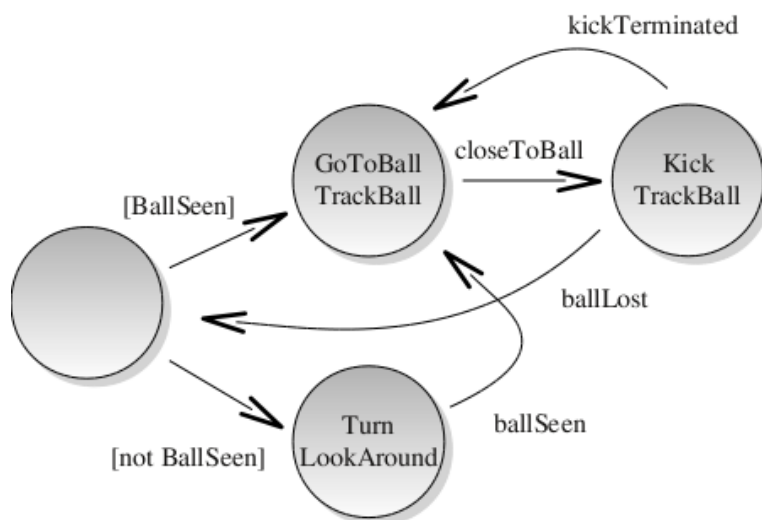 kickTerminated
GoToBall
TrackBall
closeToBall
Kick
TrackBall
[BallSeen]
ballLost
Turn
LookAround
ballSeen
[not BallSeen]